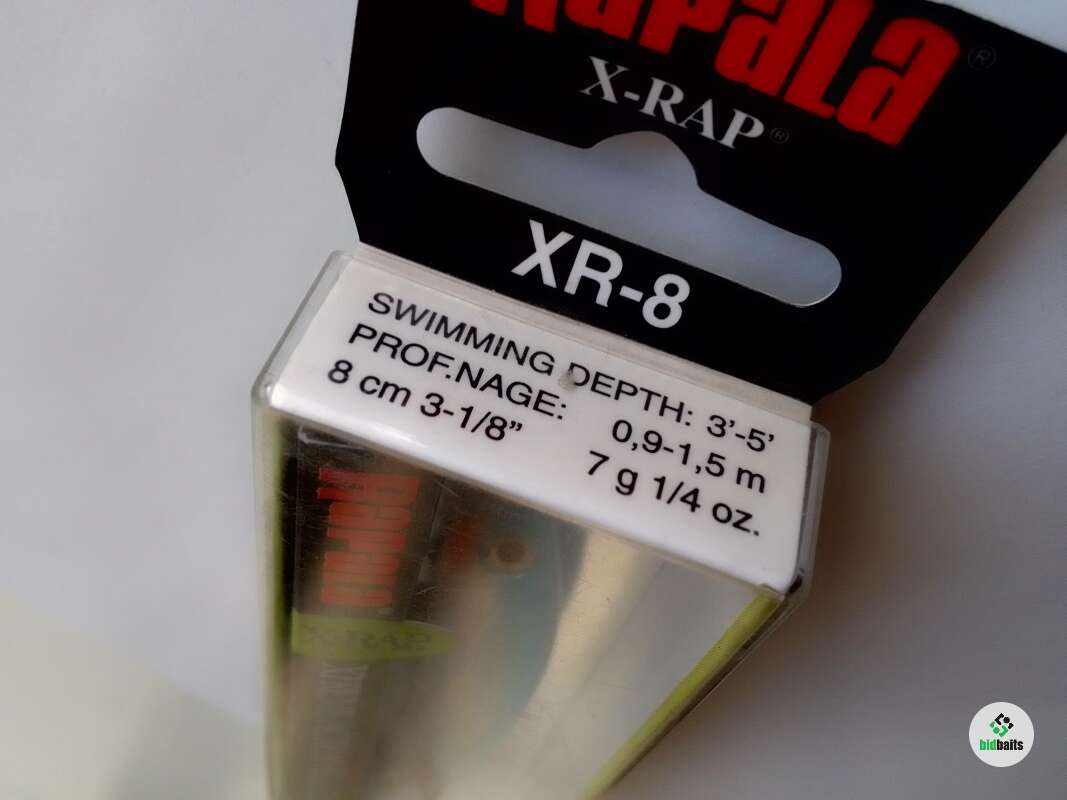 Rapala®
X-RAP®
XR-8
SWIMMING DEPTH: 3'-5'
PROF.NAGE: 0,9-1,5 m
8 cm 3-1/8” 7 g 1/4 oz.
Rapala
bidbaits